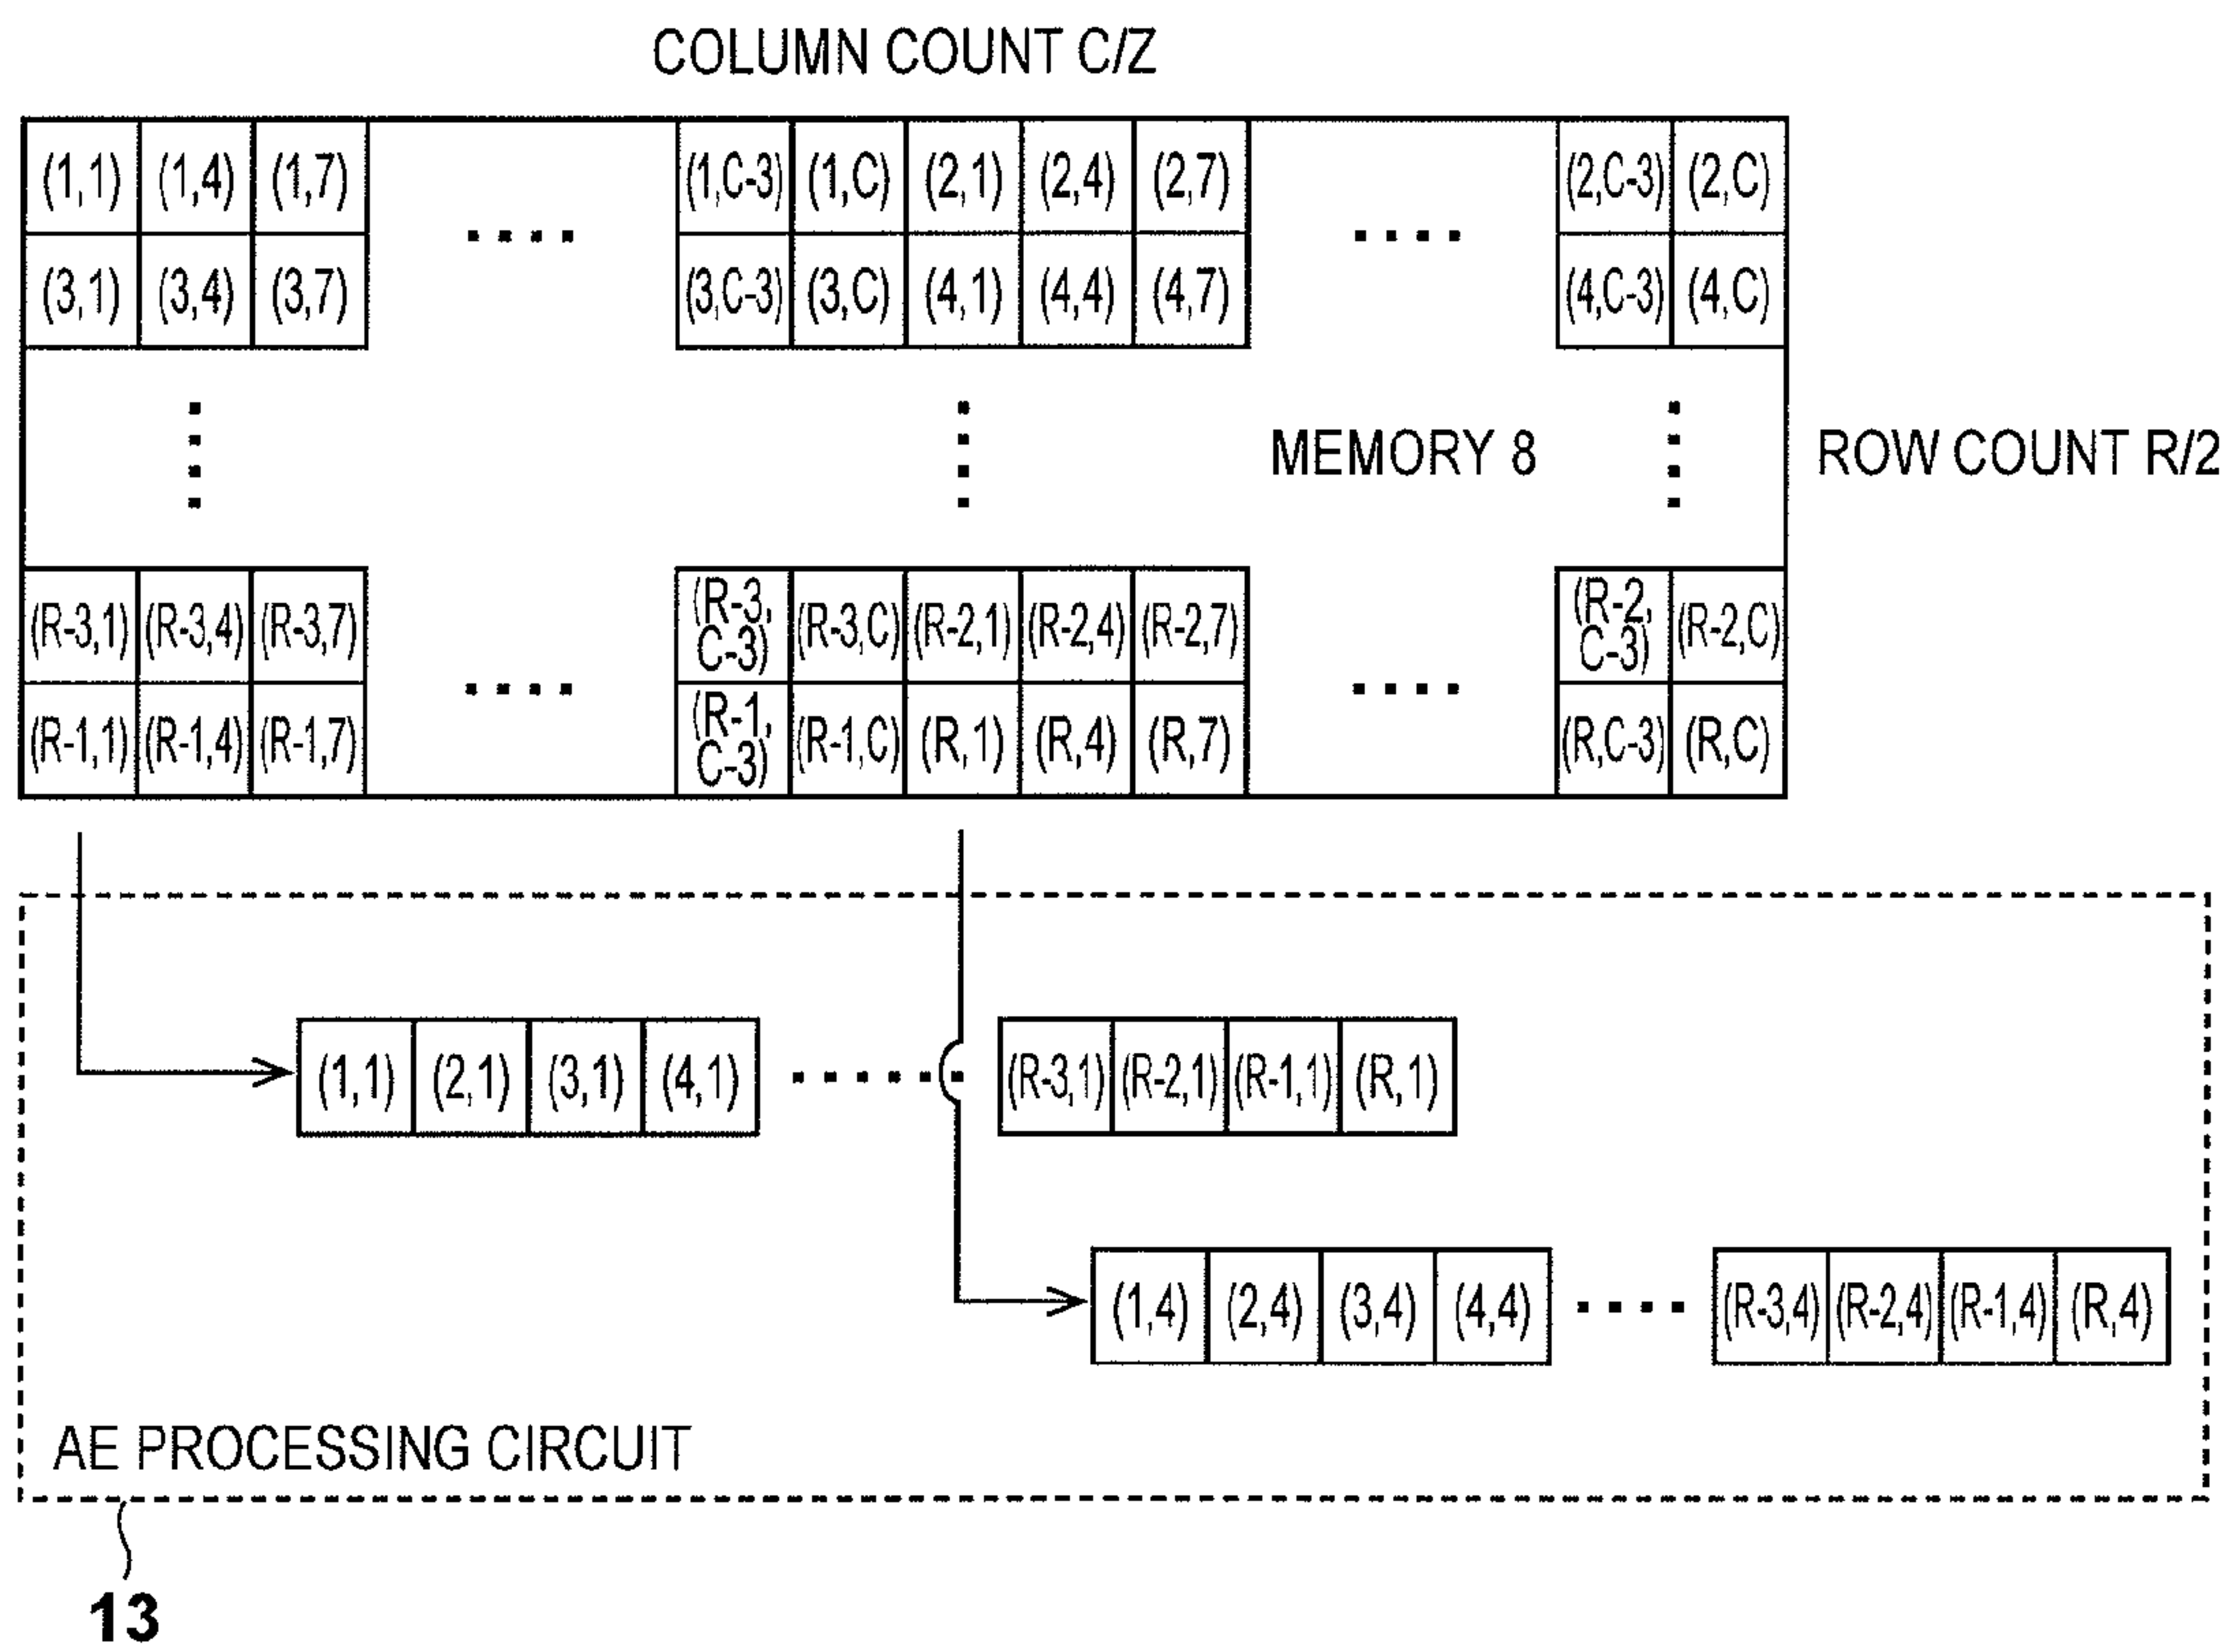 COLUMN COUNT C/Z
(1,1) (1,4) (1,7) .... (1,C-3) (1,C) (2,1) (2,4) (2,7) .... (2,C-3) (2,C)
(3,1) (3,4) (3,7) (3,C-3) (3,C) (4,1) (4,4) (4,7) (4,C-3) (4,C)
MEMORY 8
ROW COUNT R/2
(R-3,1) (R-3,4) (R-3,7) .... (R-3,C-3) (R-3,C) (R-2,1) (R-2,4) (R-2,7) .... (R-2,C-3) (R-2,C)
(R-1,1) (R-1,4) (R-1,7) (R-1,C-3) (R-1,C) (R,1) (R,4) (R,7) (R,C-3) (R,C)
(1,1) (2,1) (3,1) (4,1) ...... (R-3,1) (R-2,1) (R-1,1) (R,1)
(1,4) (2,4) (3,4) (4,4) .... (R-3,4) (R-2,4) (R-1,4) (R,4)
AE PROCESSING CIRCUIT
13